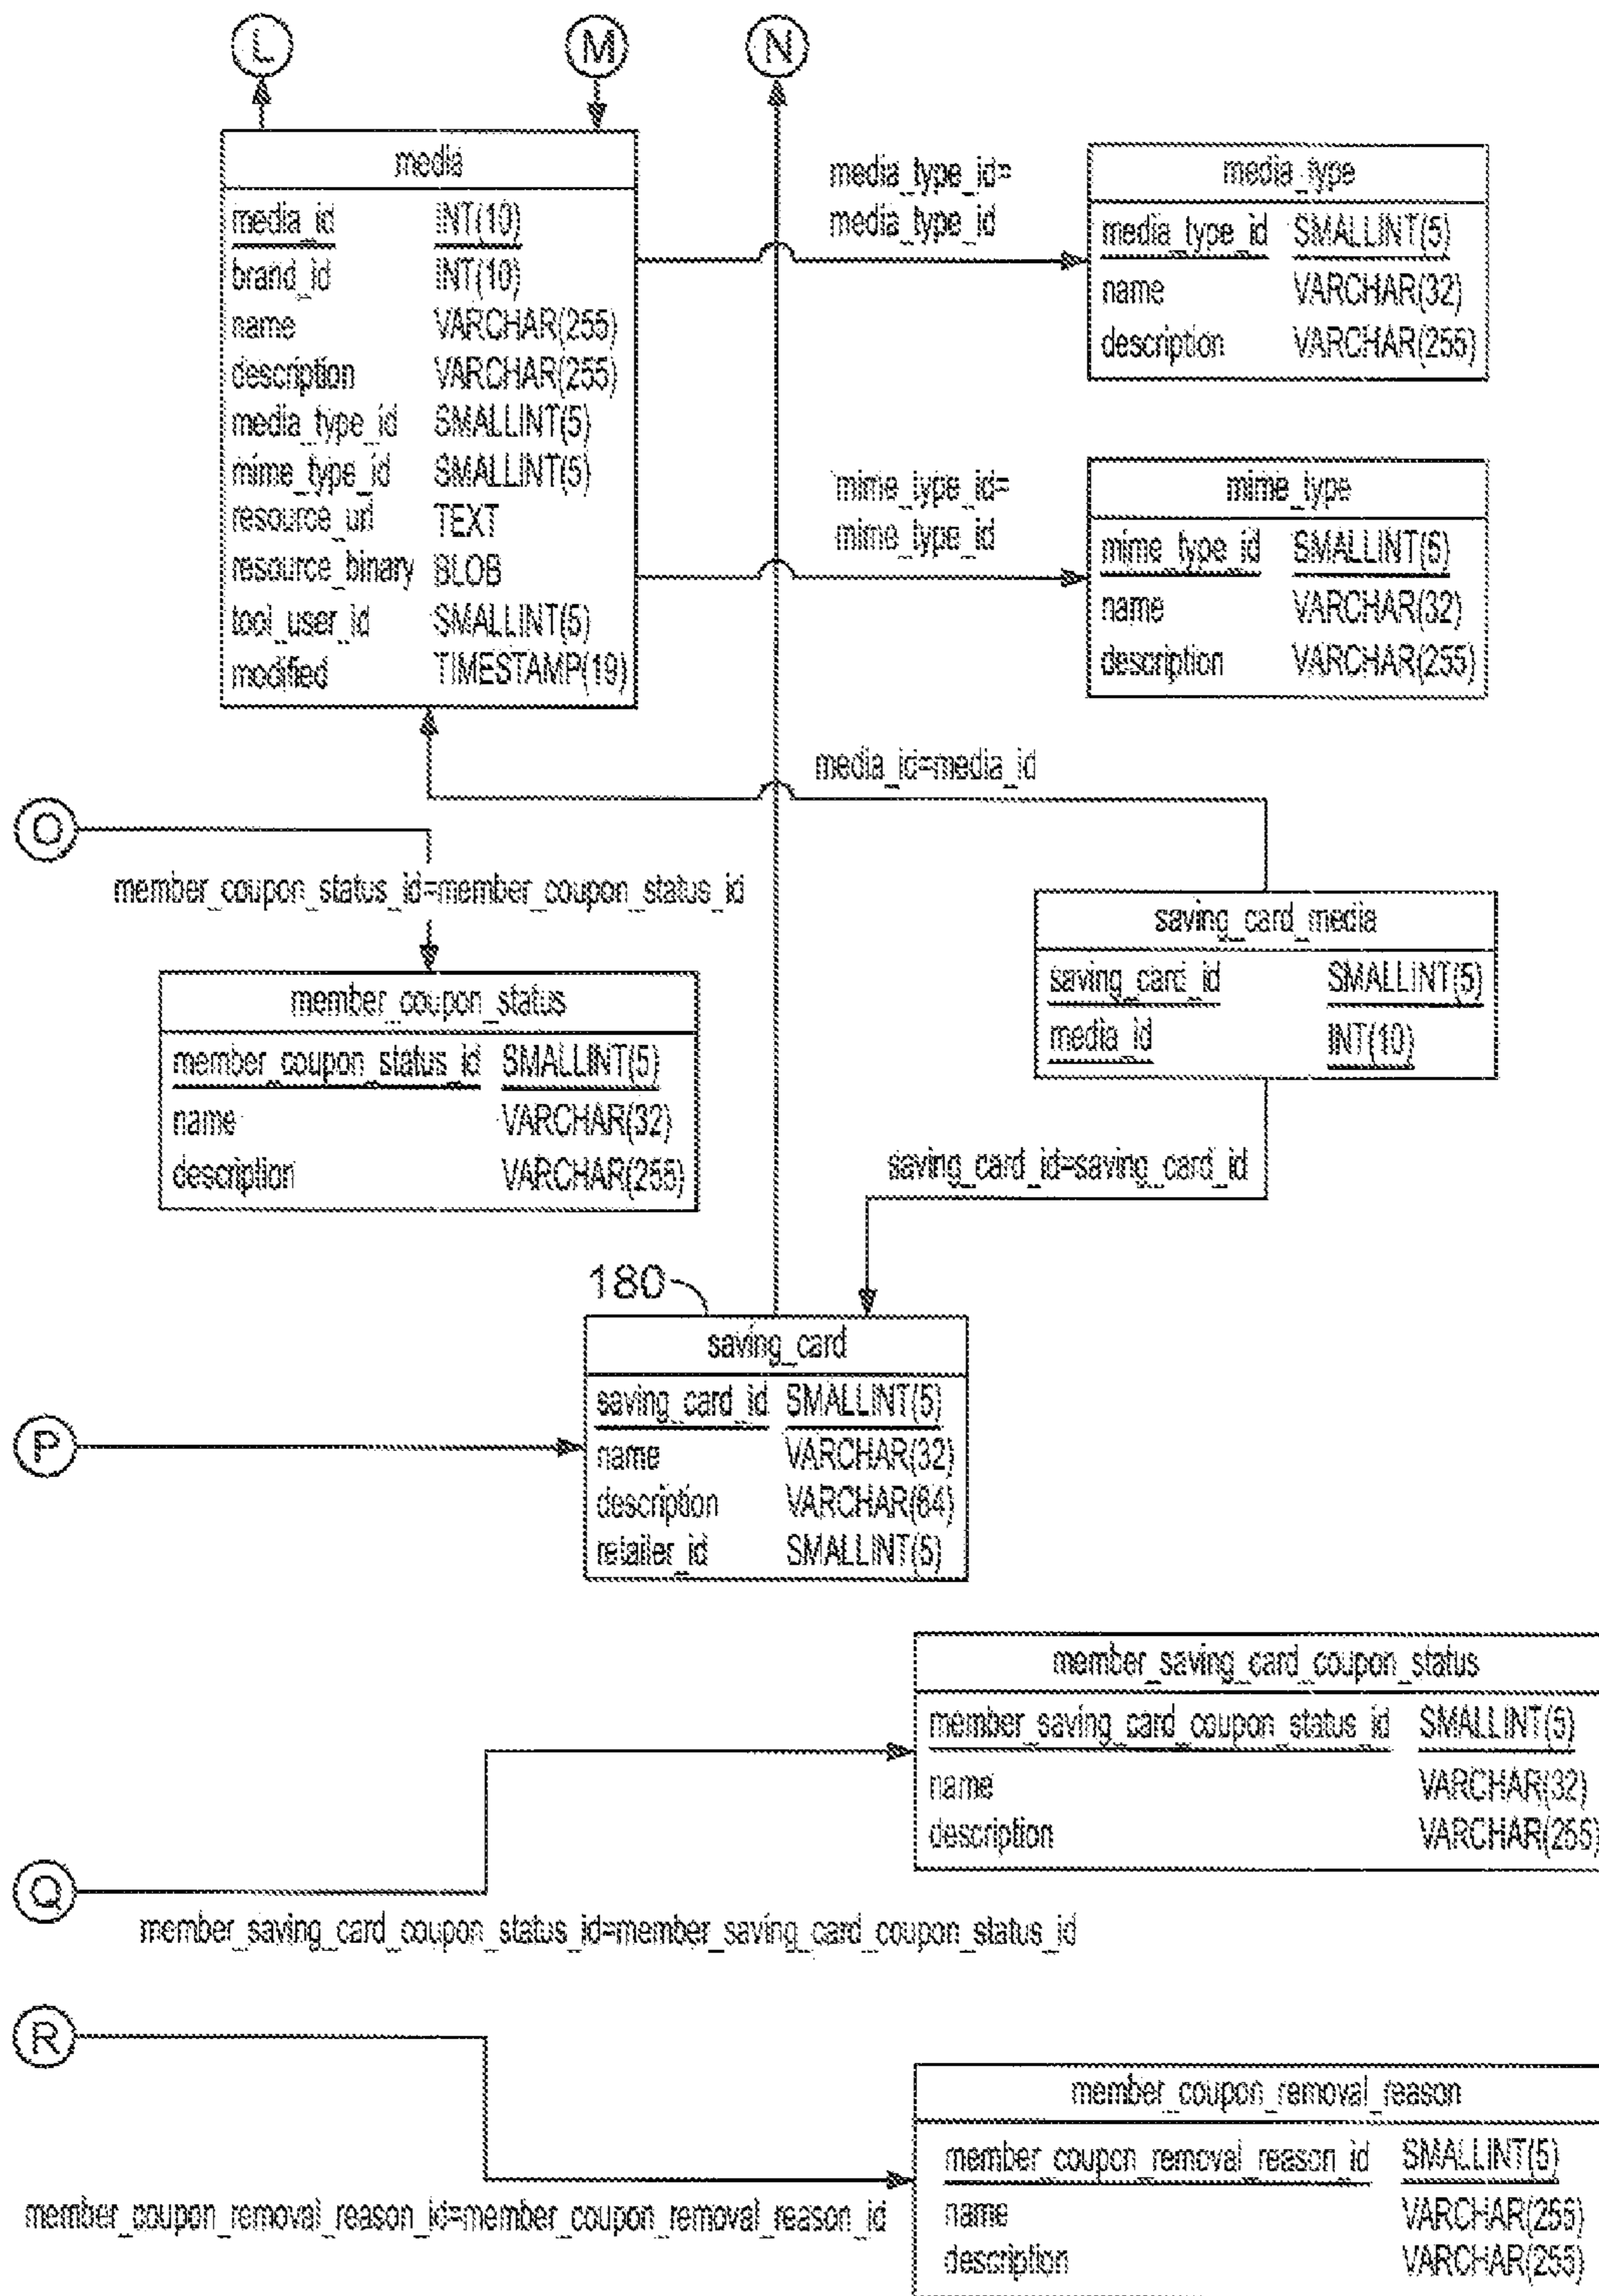 L M N
media
media_id INT(10)
brand_id INT(10)
name VARCHAR(255)
description VARCHAR(255)
media_type_id SMALLINT(5)
mime_type_id SMALLINT(5)
resource_url TEXT
resource_binary BLOB
tool_user_id SMALLINT(5)
modified TIMESTAMP(19)
media_type_id=
media_type_id
media_type
media_type_id SMALLINT(5)
name VARCHAR(32)
description VARCHAR(255)
mime_type_id=
mime_type_id
mime_type
mime_type_id SMALLINT(5)
name VARCHAR(32)
description VARCHAR(255)
media_id=media_id
O
member_coupon_status_id=member_coupon_status_id
member_coupon_status
member_coupon_status_id SMALLINT(5)
name VARCHAR(32)
description VARCHAR(255)
saving_card_media
saving_card_id SMALLINT(5)
media_id INT(10)
saving_card_id=saving_card_id
180
saving_card
saving_card_id SMALLINT(5)
name VARCHAR(32)
description VARCHAR(64)
retailer_id SMALLINT(5)
P
member_saving_card_coupon_status
member_saving_card_coupon_status_id SMALLINT(5)
name VARCHAR(32)
description VARCHAR(255)
Q
member_saving_card_coupon_status_id=member_saving_card_coupon_status_id
R
member_coupon_removal_reason
member_coupon_removal_reason_id SMALLINT(5)
name VARCHAR(255)
description VARCHAR(255)
member_coupon_removal_reason_id=member_coupon_removal_reason_id